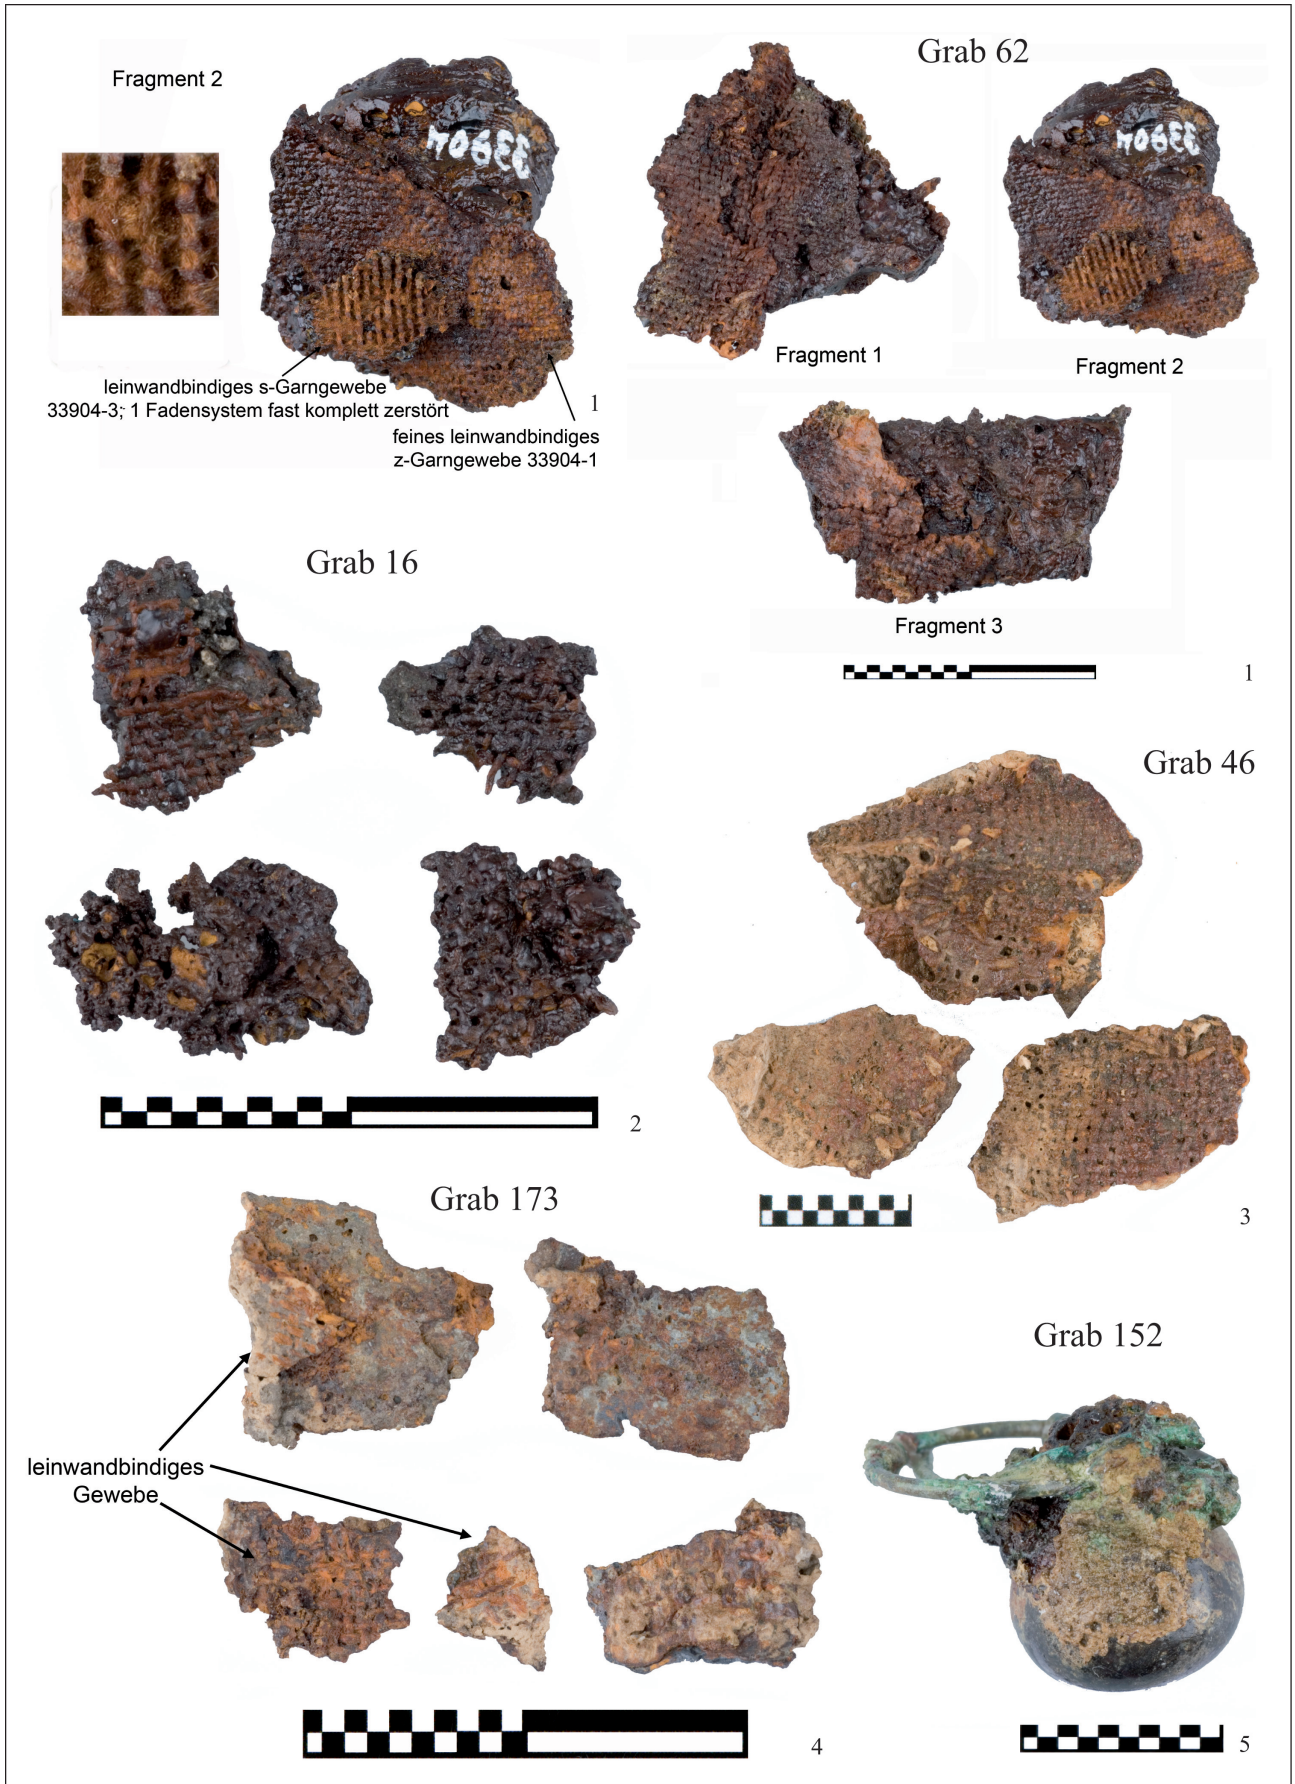 Fragment 2
33904
leinwandbindiges s-Garngewebe
33904-3; 1 Fadensystem fast komplett zerstört
feines leinwandbindiges
z-Garngewebe 33904-1
1
Grab 62
33904
Fragment 1
Fragment 2
Fragment 3
1
Grab 16
2
Grab 46
3
Grab 173
leinwandbindiges
Gewebe
4
Grab 152
5